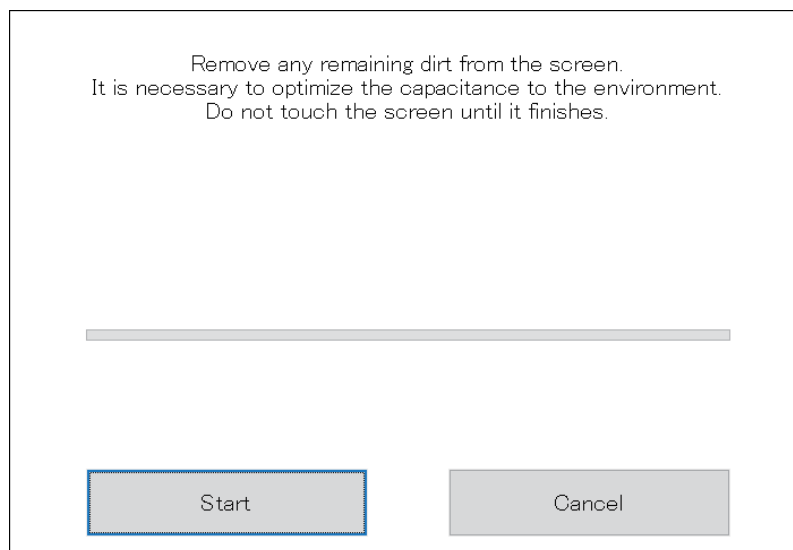 Remove any remaining dirt from the screen.
It is necessary to optimize the capacitance to the environment.
Do not touch the screen until it finishes.
Start
Cancel